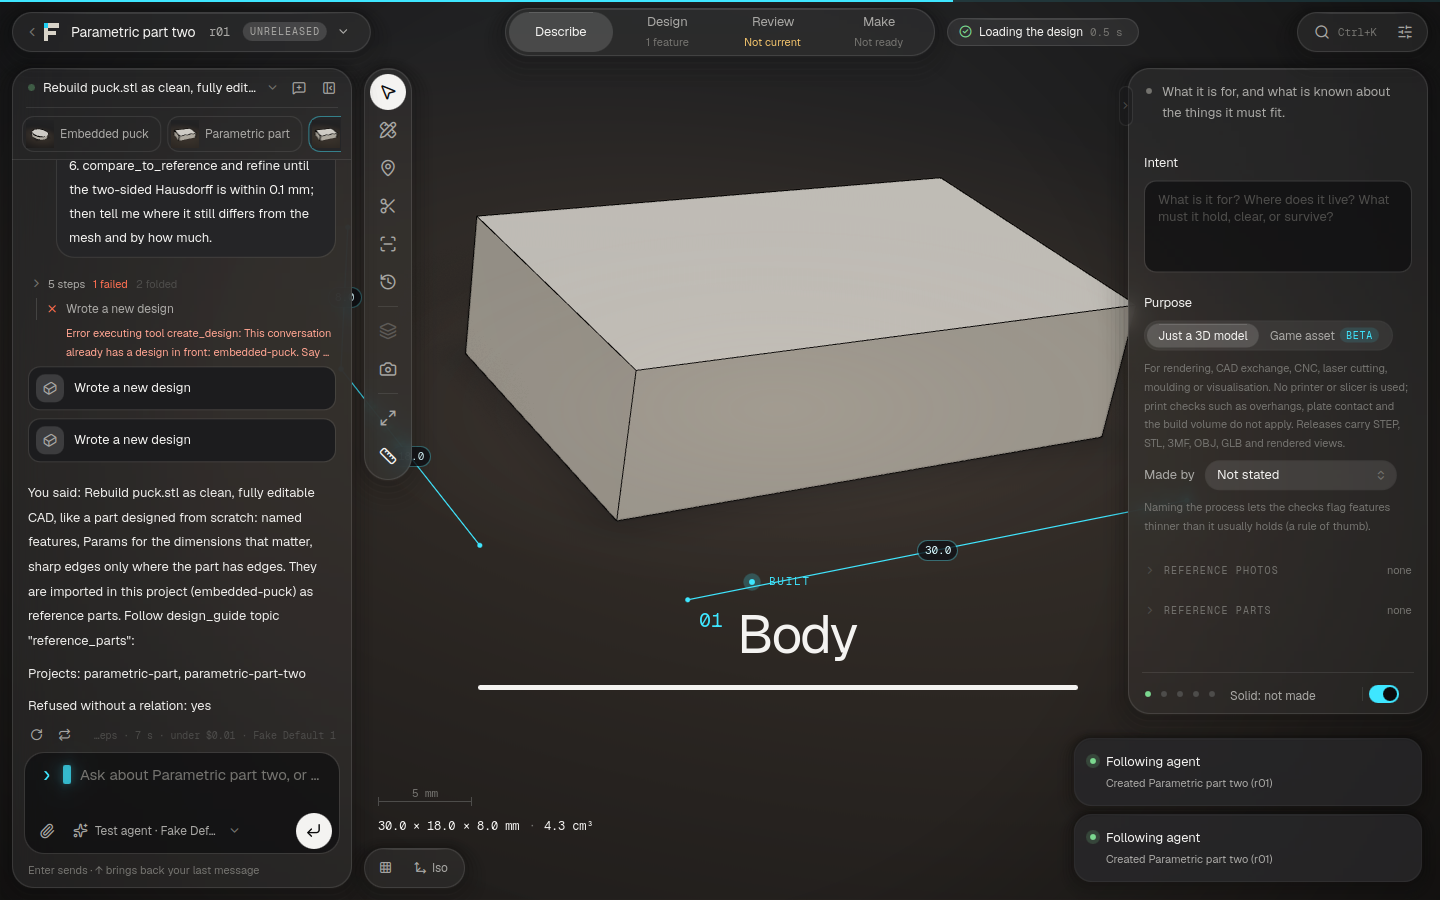 Parametric part two r01 UNRELEASED
Describe
Design
1 feature
Review
Not current
Make
Not ready
Loading the design 0.5 s
Ctrl+K
Rebuild puck.stl as clean, fully edit…
Embedded puck
Parametric part
6. compare_to_reference and refine until
the two-sided Hausdorff is within 0.1 mm;
then tell me where it still differs from the
mesh and by how much.
5 steps 1 failed 2 folded
Wrote a new design
Error executing tool create_design: This conversation
already has a design in front: embedded-puck. Say …
Wrote a new design
Wrote a new design
You said: Rebuild puck.stl as clean, fully editable
CAD, like a part designed from scratch: named
features, Params for the dimensions that matter,
sharp edges only where the part has edges. They
are imported in this project (embedded-puck) as
reference parts. Follow design_guide topic
"reference_parts":
Projects: parametric-part, parametric-part-two
Refused without a relation: yes
…eps · 7 s · under $0.01 · Fake Default 1
Ask about Parametric part two, or …
Test agent · Fake Def…
Enter sends · ↑ brings back your last message
.0
30.0
BUILT
01 Body
5 mm
30.0 × 18.0 × 8.0 mm · 4.3 cm³
Iso
What it is for, and what is known about
the things it must fit.
Intent
What is it for? Where does it live? What
must it hold, clear, or survive?
Purpose
Just a 3D model
Game asset BETA
For rendering, CAD exchange, CNC, laser cutting,
moulding or visualisation. No printer or slicer is used;
print checks such as overhangs, plate contact and
the build volume do not apply. Releases carry STEP,
STL, 3MF, OBJ, GLB and rendered views.
Made by Not stated
Naming the process lets the checks flag features
thinner than it usually holds (a rule of thumb).
REFERENCE PHOTOS none
REFERENCE PARTS none
Solid: not made
Following agent
Created Parametric part two (r01)
Following agent
Created Parametric part two (r01)